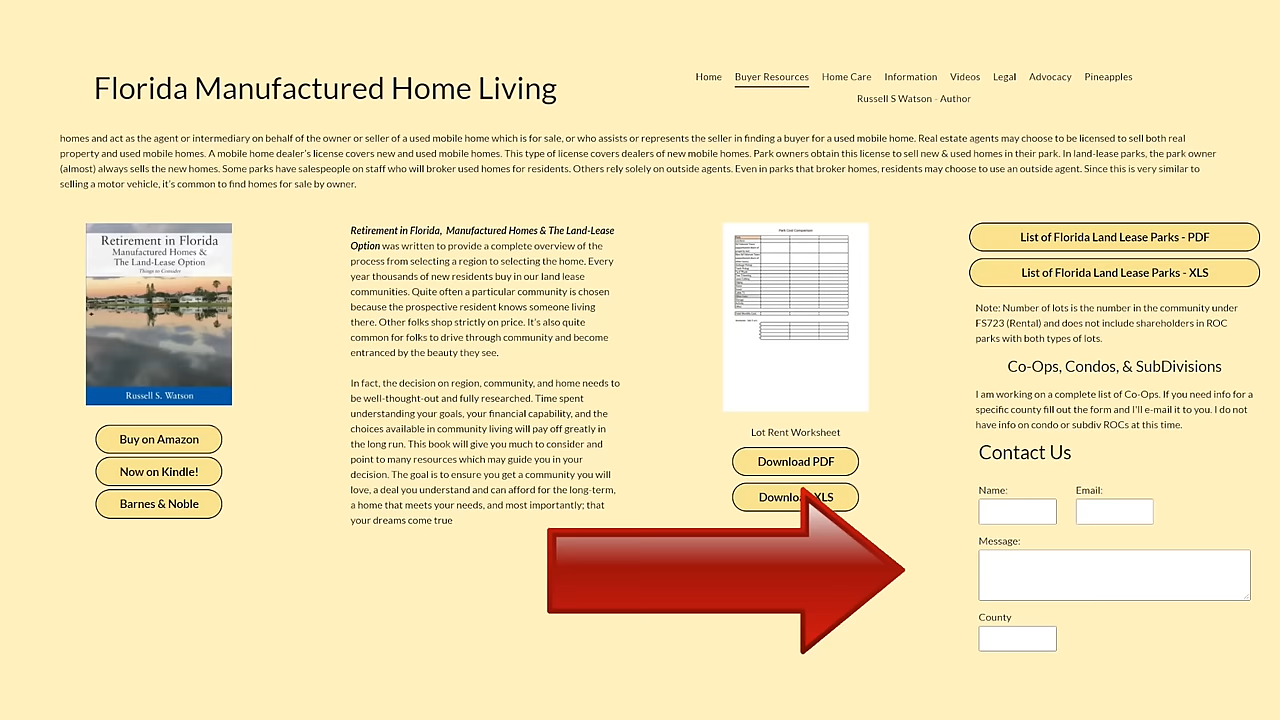 Florida Manufactured Home Living
Home Buyer Resources Home Care Information Videos Legal Advocacy Pineapples
Russell S Watson - Author
homes and act as the agent or intermediary on behalf of the owner or seller of a used mobile home which is for sale, or who assists or represents the seller in finding a buyer for a used mobile home. Real estate agents may choose to be licensed to sell both real
property and used mobile homes. A mobile home dealer's license covers new and used mobile homes. This type of license covers dealers of new mobile homes. Park owners obtain this license to sell new & used homes in their park. In land-lease parks, the park owner
(almost) always sells the new homes. Some parks have salespeople on staff who will broker used homes for residents. Others rely solely on outside agents. Even in parks that broker homes, residents may choose to use an outside agent. Since this is very similar to
selling a motor vehicle, it's common to find homes for sale by owner.
Retirement in Florida
Manufactured Homes &
The Land-Lease Option
Things to Consider
Russell S. Watson
Buy on Amazon
Now on Kindle!
Barnes & Noble
Retirement in Florida, Manufactured Homes & The Land-Lease
Option was written to provide a complete overview of the
process from selecting a region to selecting the home. Every
year thousands of new residents buy in our land lease
communities. Quite often a particular community is chosen
because the prospective resident knows someone living
there. Other folks shop strictly on price. It's also quite
common for folks to drive through community and become
entranced by the beauty they see.
In fact, the decision on region, community, and home needs to
be well-thought-out and fully researched. Time spent
understanding your goals, your financial capability, and the
choices available in community living will pay off greatly in
the long run. This book will give you much to consider and
point to many resources which may guide you in your
decision. The goal is to ensure you get a community you will
love, a deal you understand and can afford for the long-term,
a home that meets your needs, and most importantly; that
your dreams come true
Park Cost Comparison
Lot Rent Worksheet
Download PDF
Download XLS
List of Florida Land Lease Parks - PDF
List of Florida Land Lease Parks - XLS
Note: Number of lots is the number in the community under
FS723 (Rental) and does not include shareholders in ROC
parks with both types of lots.
Co-Ops, Condos, & SubDivisions
I am working on a complete list of Co-Ops. If you need info for a
specific county fill out the form and I'll e-mail it to you. I do not
have info on condo or subdiv ROCs at this time.
Contact Us
Name: Email:
Message:
County